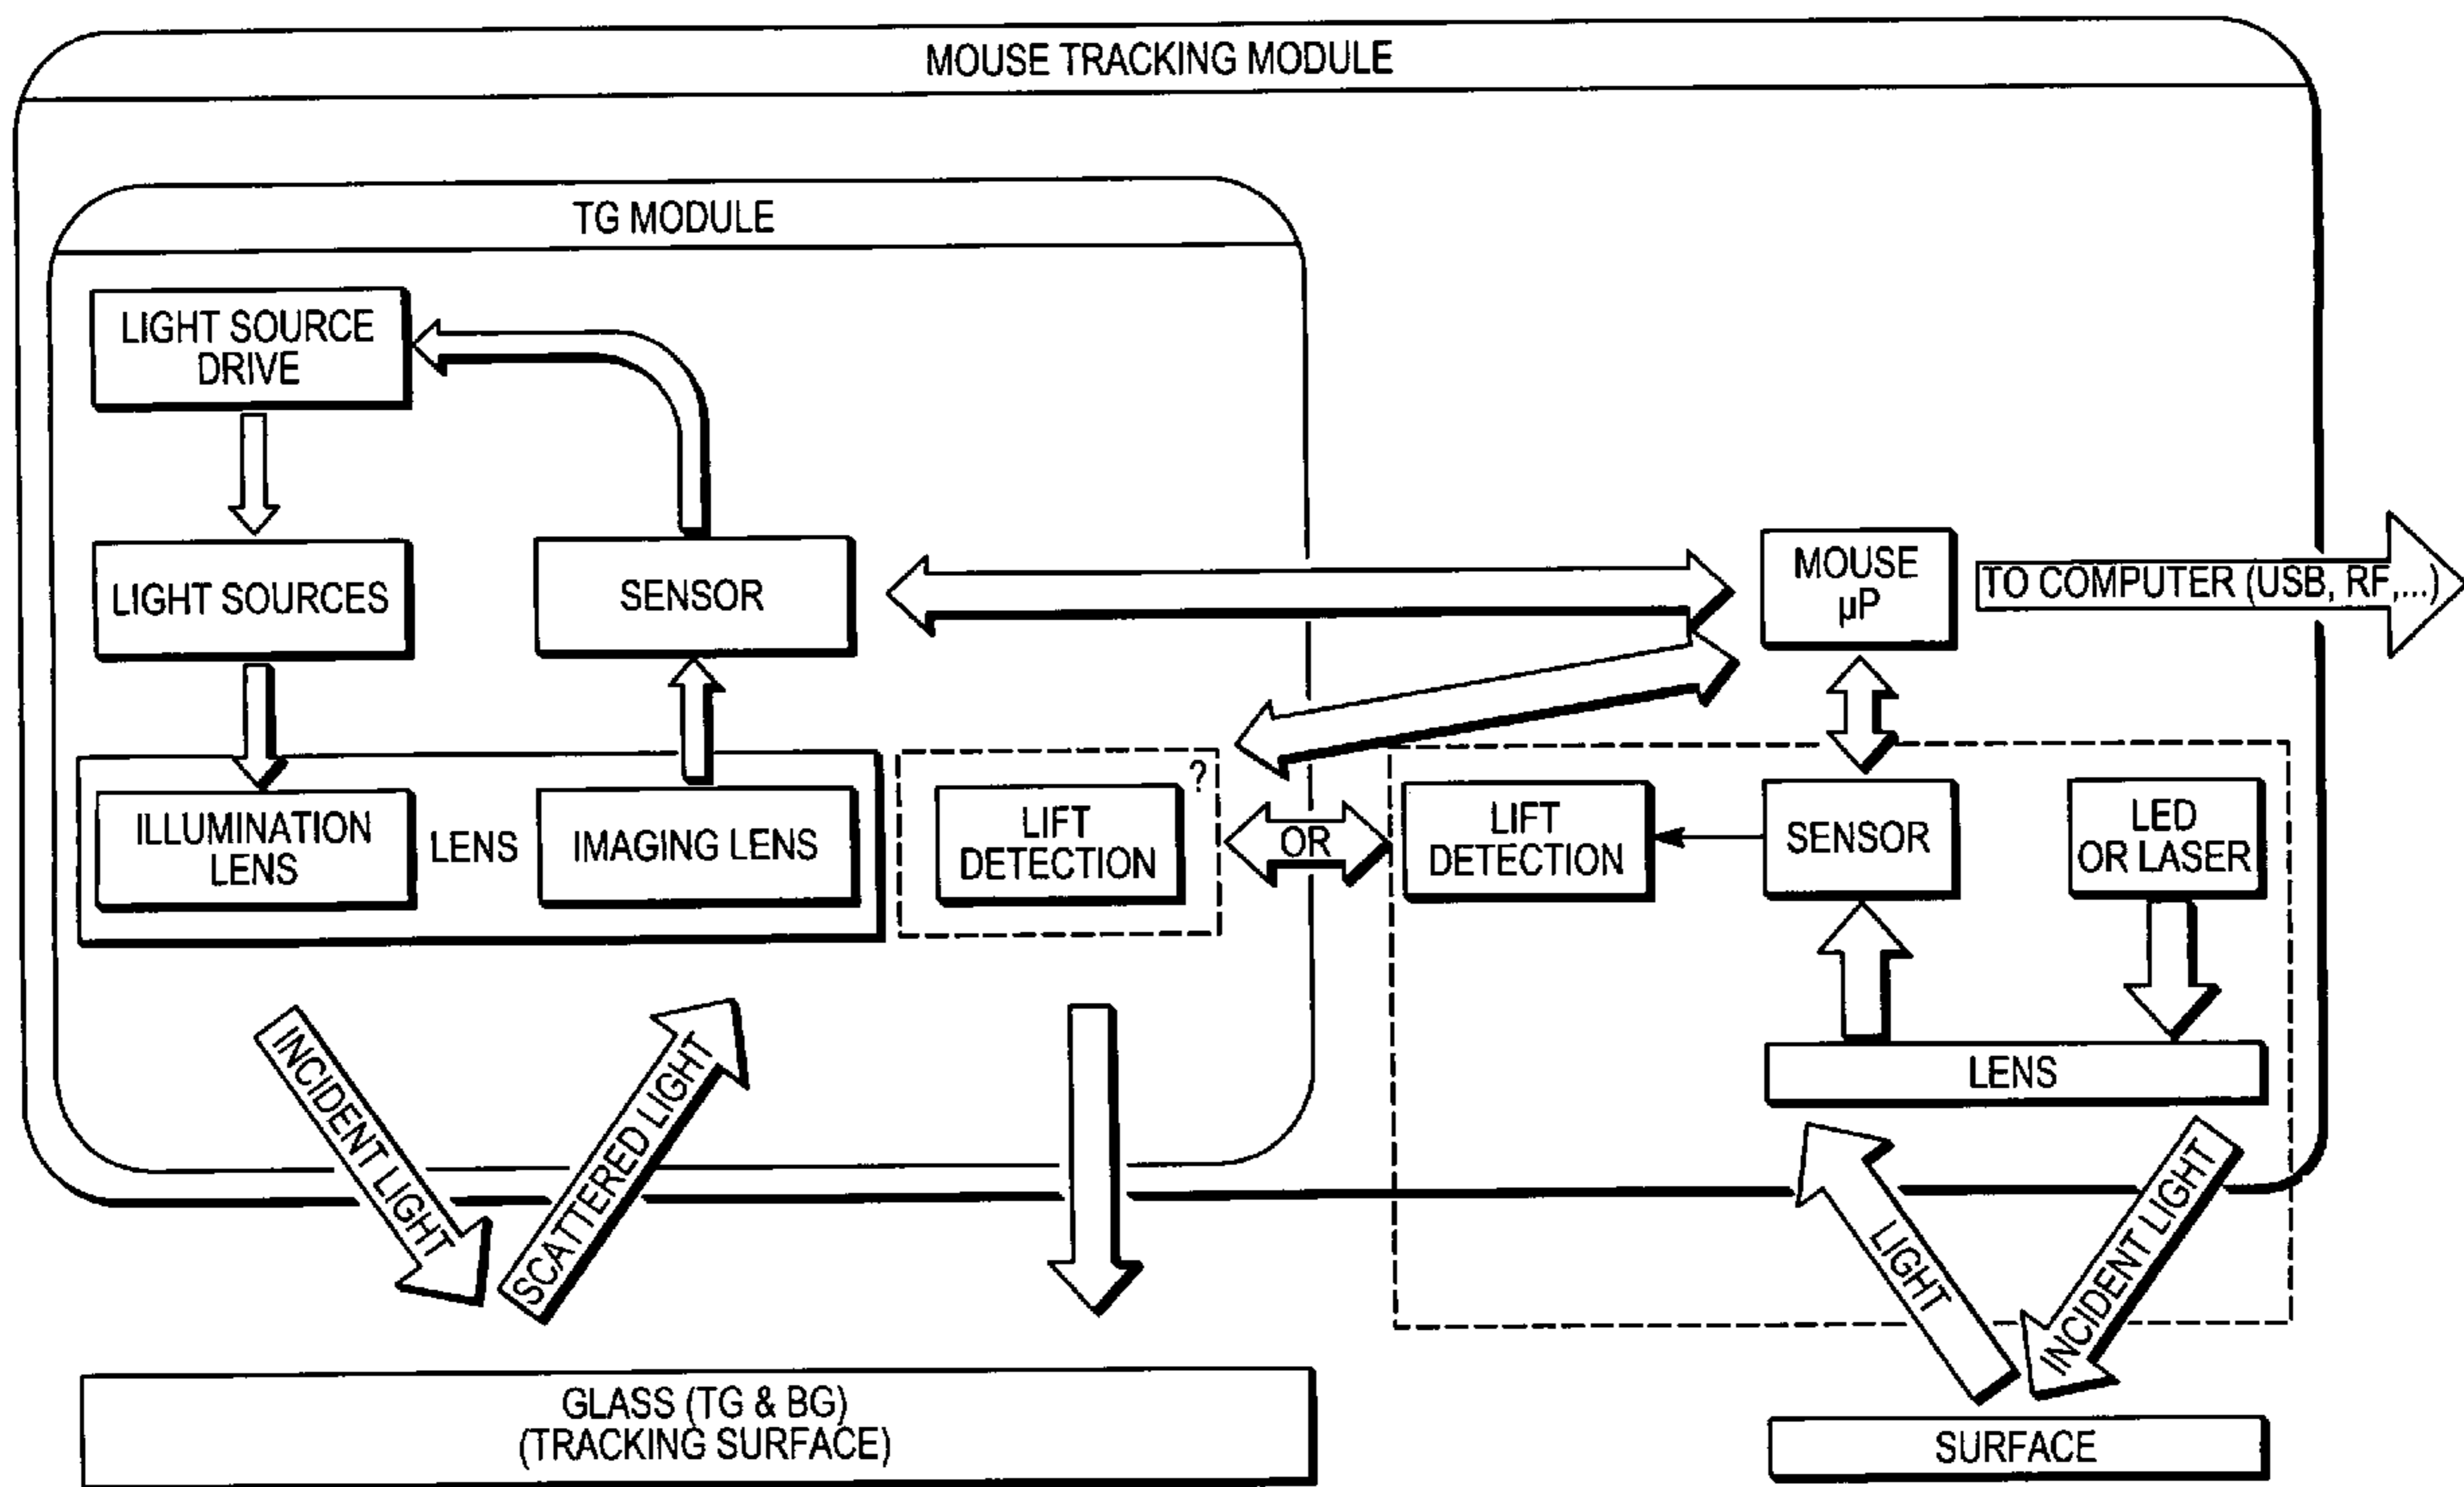 MOUSE TRACKING MODULE
TG MODULE
LIGHT SOURCE
DRIVE
LIGHT SOURCES
SENSOR
MOUSE
µP
TO COMPUTER (USB, RF,...)
ILLUMINATION
LENS
LENS
IMAGING LENS
?
LIFT
DETECTION
OR
LIFT
DETECTION
SENSOR
LED
OR LASER
LENS
INCIDENT LIGHT
SCATTERED LIGHT
LIGHT
INCIDENT LIGHT
GLASS (TG & BG)
(TRACKING SURFACE)
SURFACE